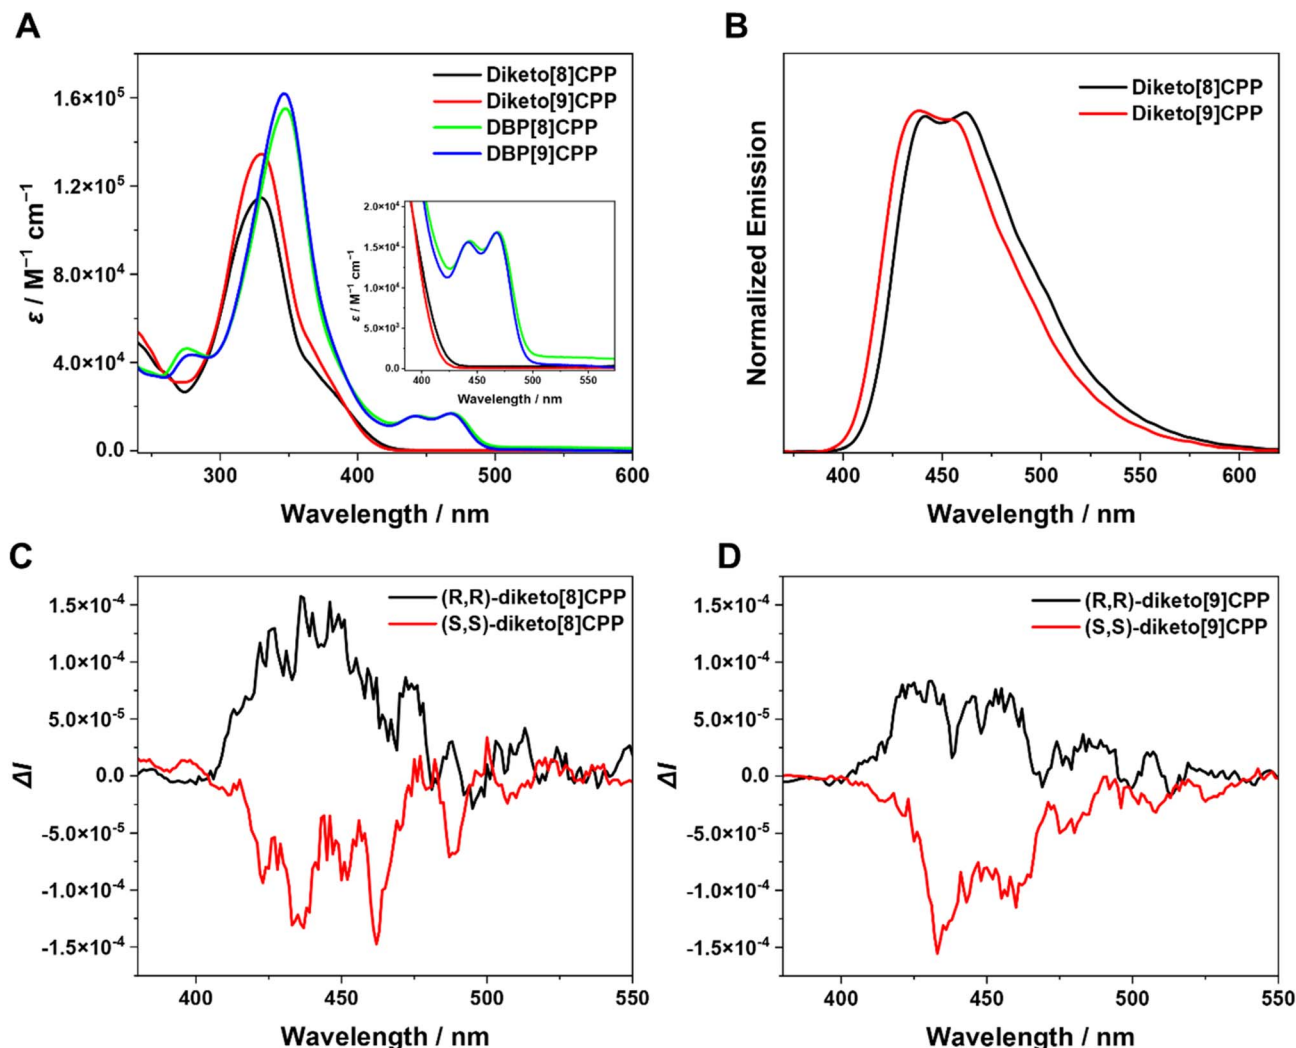 A
Diketo[8]CPP
Diketo[9]CPP
DBP[8]CPP
DBP[9]CPP
1.6×10⁵
1.2×10⁵
8.0×10⁴
4.0×10⁴
0.0
ε / M⁻¹ cm⁻¹
300 400 500 600
Wavelength / nm
2.0×10⁴
1.5×10⁴
1.0×10⁴
5.0×10³
0.0
ε / M⁻¹ cm⁻¹
400 450 500 550
Wavelength / nm
B
Diketo[8]CPP
Diketo[9]CPP
Normalized Emission
400 450 500 550 600
Wavelength / nm
C
(R,R)-diketo[8]CPP
(S,S)-diketo[8]CPP
1.5×10⁻⁴
1.0×10⁻⁴
5.0×10⁻⁵
0.0
-5.0×10⁻⁵
-1.0×10⁻⁴
-1.5×10⁻⁴
ΔI
400 450 500 550
Wavelength / nm
D
(R,R)-diketo[9]CPP
(S,S)-diketo[9]CPP
1.5×10⁻⁴
1.0×10⁻⁴
5.0×10⁻⁵
0.0
-5.0×10⁻⁵
-1.0×10⁻⁴
-1.5×10⁻⁴
ΔI
400 450 500 550
Wavelength / nm